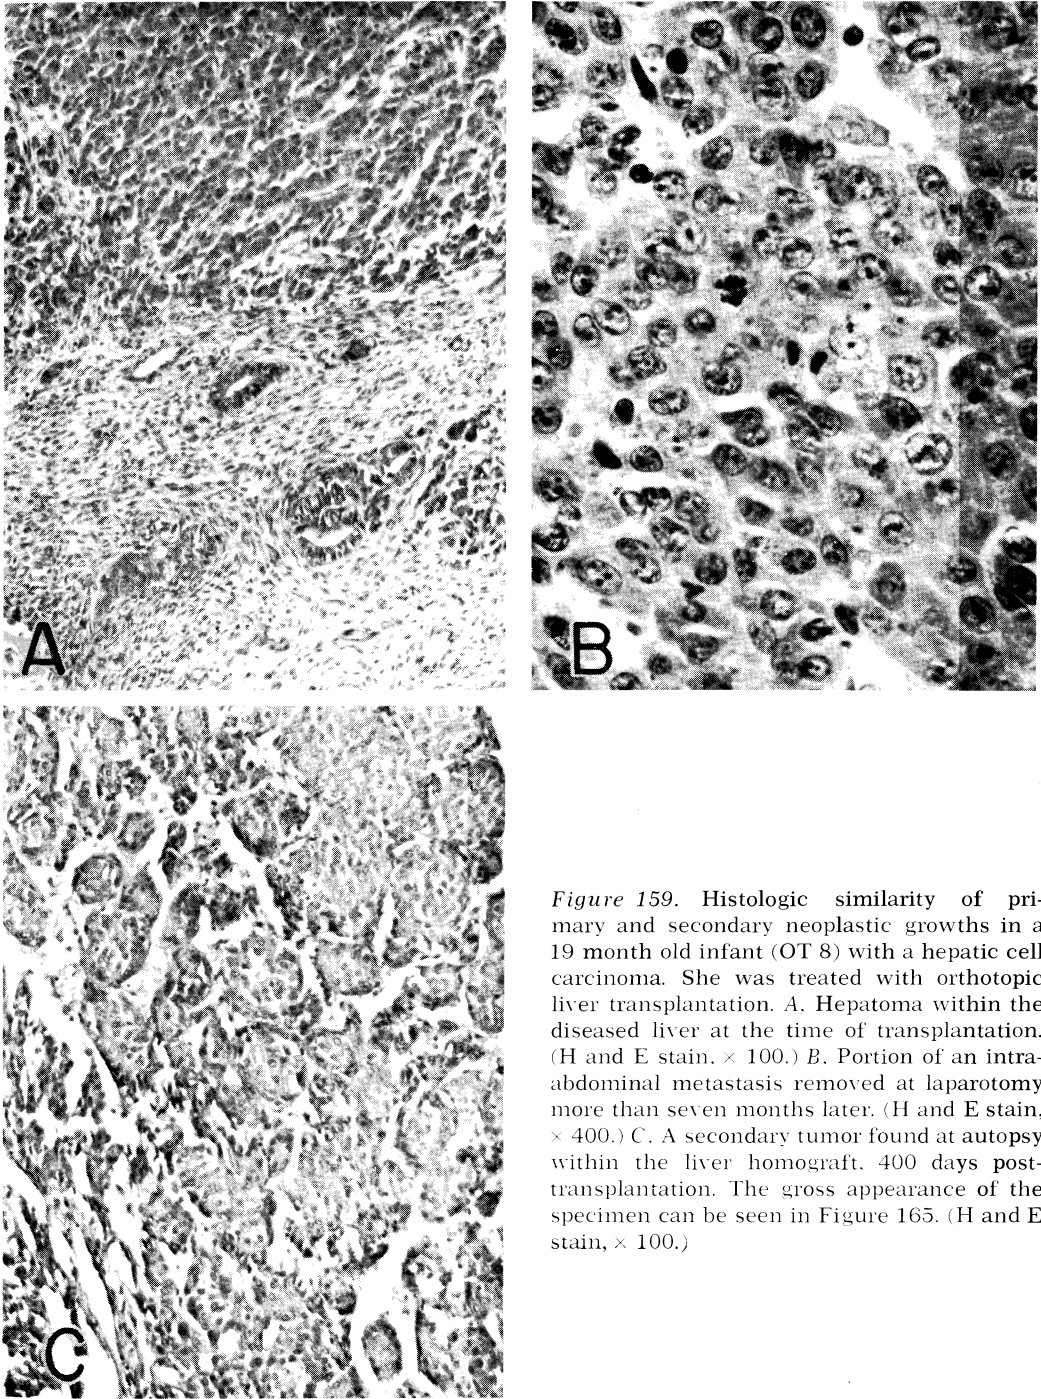 A
B
C
Figure 159. Histologic similarity of pri-
mary and secondary neoplastic growths in a
19 month old infant (OT 8) with a hepatic cell
carcinoma. She was treated with orthotopic
liver transplantation. A, Hepatoma within the
diseased liver at the time of transplantation.
(H and E stain, × 100.) B, Portion of an intra-
abdominal metastasis removed at laparotomy
more than seven months later. (H and E stain,
× 400.) C, A secondary tumor found at autopsy
within the liver homograft, 400 days post-
transplantation. The gross appearance of the
specimen can be seen in Figure 165. (H and E
stain, × 100.)